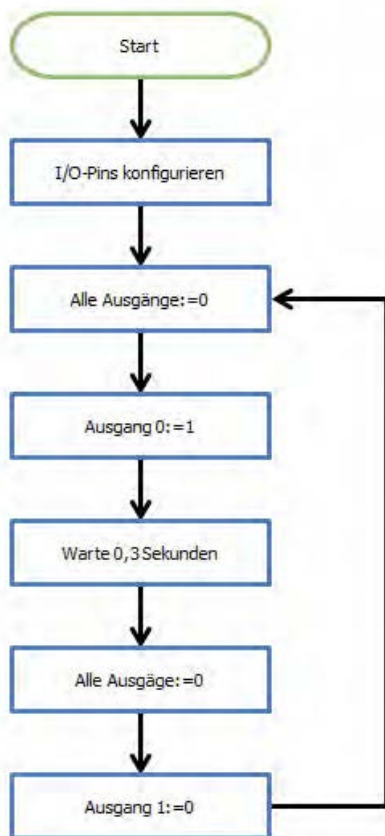 Start
I/O-Pins konfigurieren
Alle Ausgänge:=0
Ausgang 0:=1
Warte 0,3 Sekunden
Alle Ausgäge:=0
Ausgang 1:=0